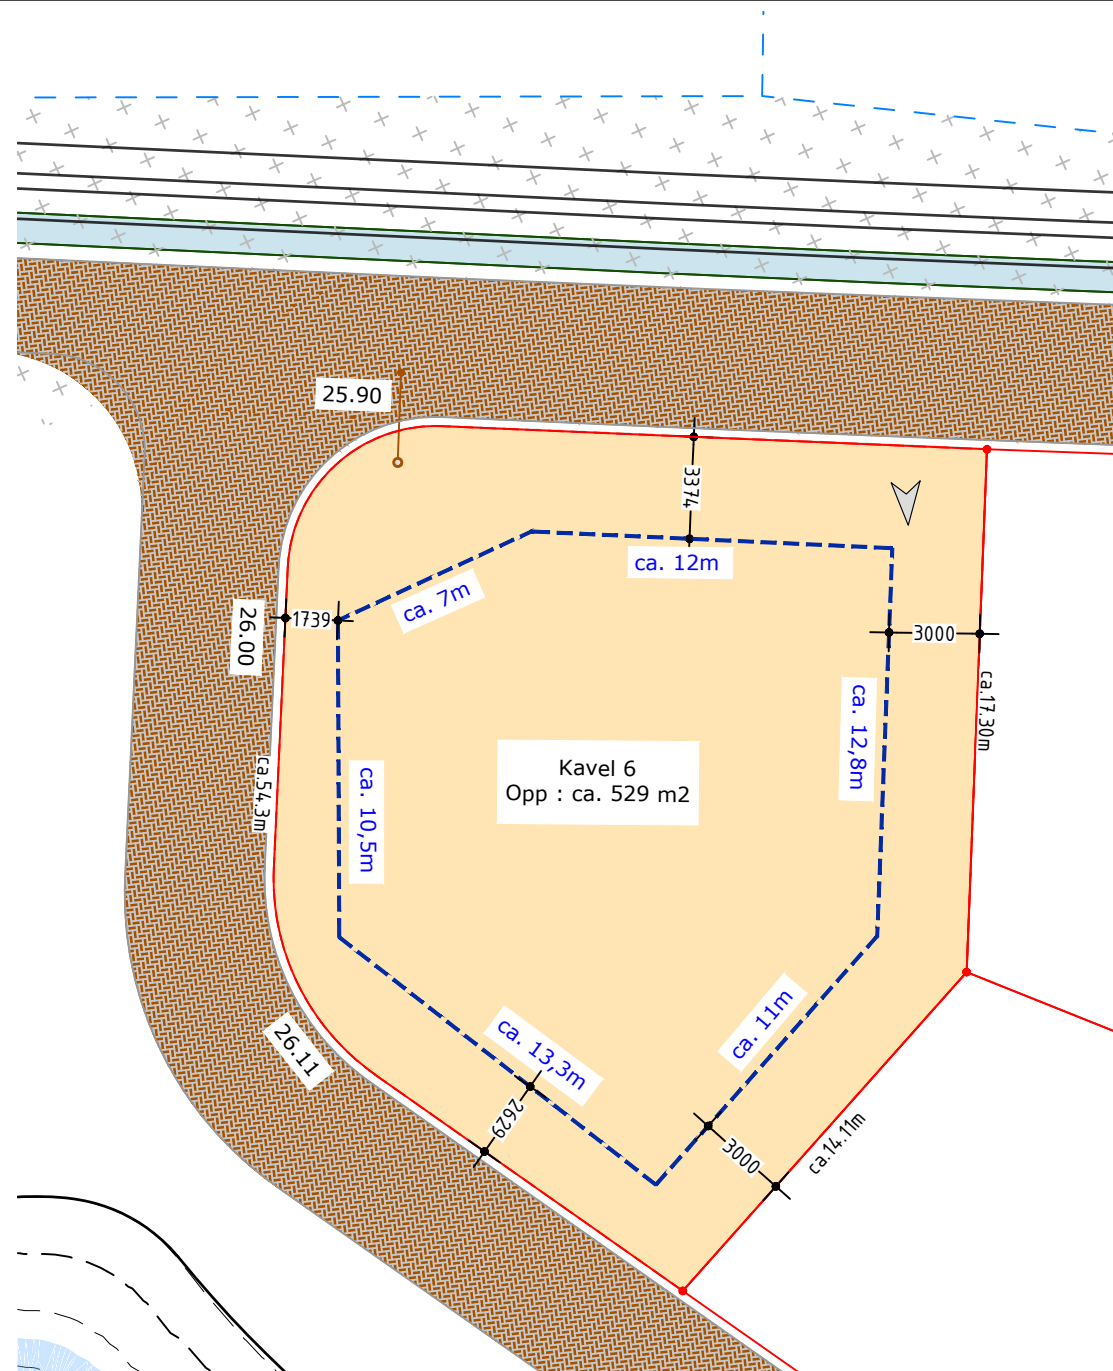 25.90
3374
ca. 12m
ca. 7m
26.00
1739
3000
ca.17.30m
ca. 12,8m
ca.54.3m
ca. 10,5m
Kavel 6
Opp : ca. 529 m2
ca. 11m
26.11
ca. 13,3m
2629
3000
ca.14.11m